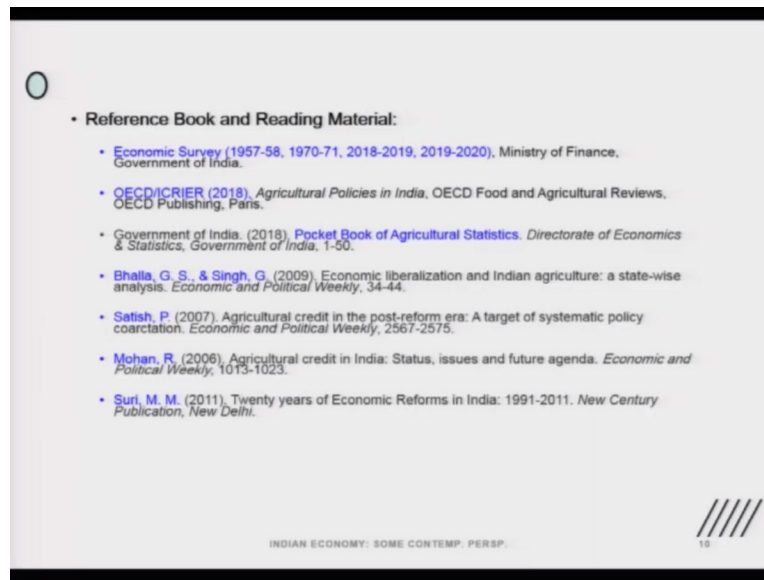 • Reference Book and Reading Material:
• Economic Survey (1957-58, 1970-71, 2018-2019, 2019-2020), Ministry of Finance,
Government of India.
• OECD/ICRIER (2018), Agricultural Policies in India, OECD Food and Agricultural Reviews,
OECD Publishing, Paris.
• Government of India. (2018). Pocket Book of Agricultural Statistics. Directorate of Economics
& Statistics, Government of India, 1-50.
• Bhalla, G. S., & Singh, G. (2009). Economic liberalization and Indian agriculture: a state-wise
analysis. Economic and Political Weekly, 34-44.
• Satish, P. (2007). Agricultural credit in the post-reform era: A target of systematic policy
coarctation. Economic and Political Weekly, 2567-2575.
• Mohan, R. (2006). Agricultural credit in India: Status, issues and future agenda. Economic and
Political Weekly, 1013-1023.
• Suri, M. M. (2011). Twenty years of Economic Reforms in India: 1991-2011. New Century
Publication, New Delhi.
INDIAN ECONOMY: SOME CONTEMP. PERSP.
10